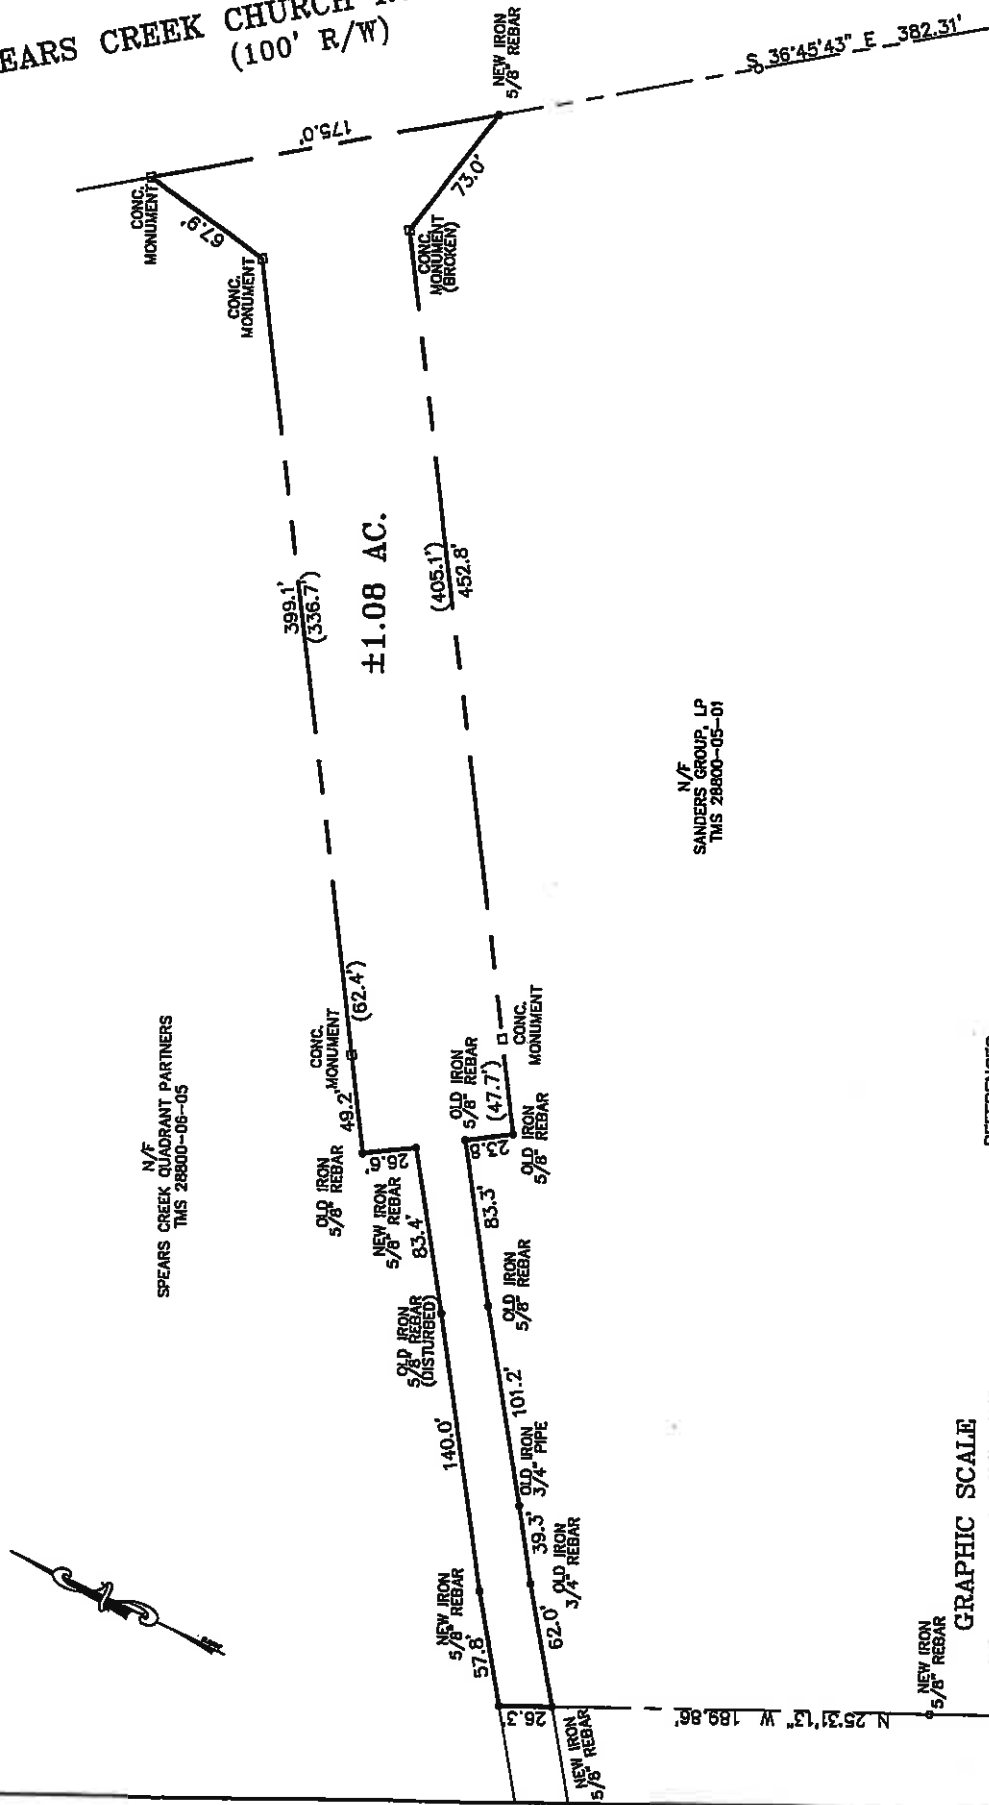 EARS CREEK CHURCH
(100' R/W)
NEW IRON
5/8" REBAR
S 36°45'43" E 382.31'
175.0'
CONC.
MONUMENT
67.9'
73.0'
CONC.
MONUMENT
CONC.
MONUMENT
(BROKEN)
399.1'
(336.7')
±1.08 AC.
(405.1')
452.8'
N/F
SANDERS GROUP, LP
TMS 28800-05-01
N/F
SPEARS CREEK QUADRANT PARTNERS
TMS 28800-06-05
(62.4')
CONC.
MONUMENT
49.2'
OLD IRON
5/8" REBAR
26.6'
NEW IRON
5/8" REBAR
83.4'
OLD IRON
5/8" REBAR
(47.7')
CONC.
MONUMENT
23.8'
OLD IRON
5/8" REBAR
83.3'
OLD IRON
5/8" REBAR
(DISTURBED)
OLD IRON
5/8" REBAR
140.0'
101.2'
OLD IRON
3/4" PIPE
39.3'
OLD IRON
3/4" REBAR
NEW IRON
5/8" REBAR
57.8'
62.0'
26.3'
NEW IRON
5/8" REBAR
N 25°31'13" W 189.86'
NEW IRON
5/8" REBAR
GRAPHIC SCALE